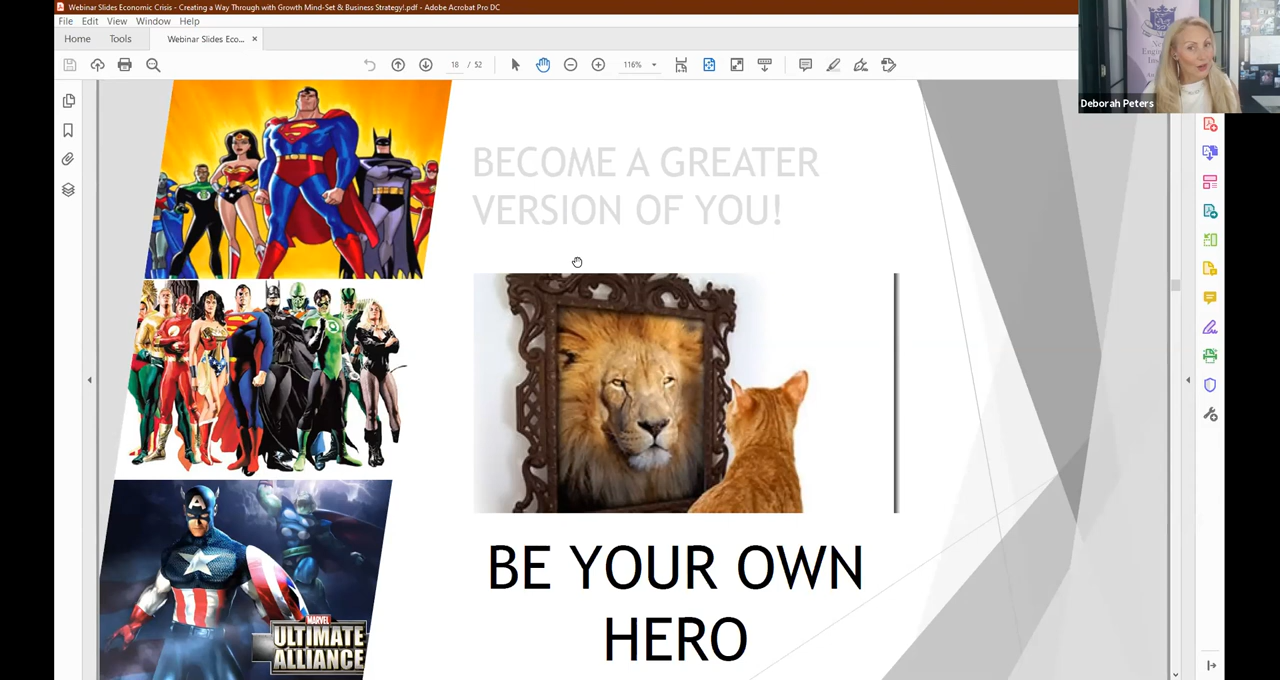 Webinar Slides Economic Crisis - Creating a Way Through with Growth Mind-Set & Business Strategy!.pdf - Adobe Acrobat Pro DC
File Edit View Window Help
Home Tools Webinar Slides Eco... ×
18 / 52 116%
Deborah Peters
BECOME A GREATER
VERSION OF YOU!
BE YOUR OWN
HERO
MARVEL
ULTIMATE
ALLIANCE